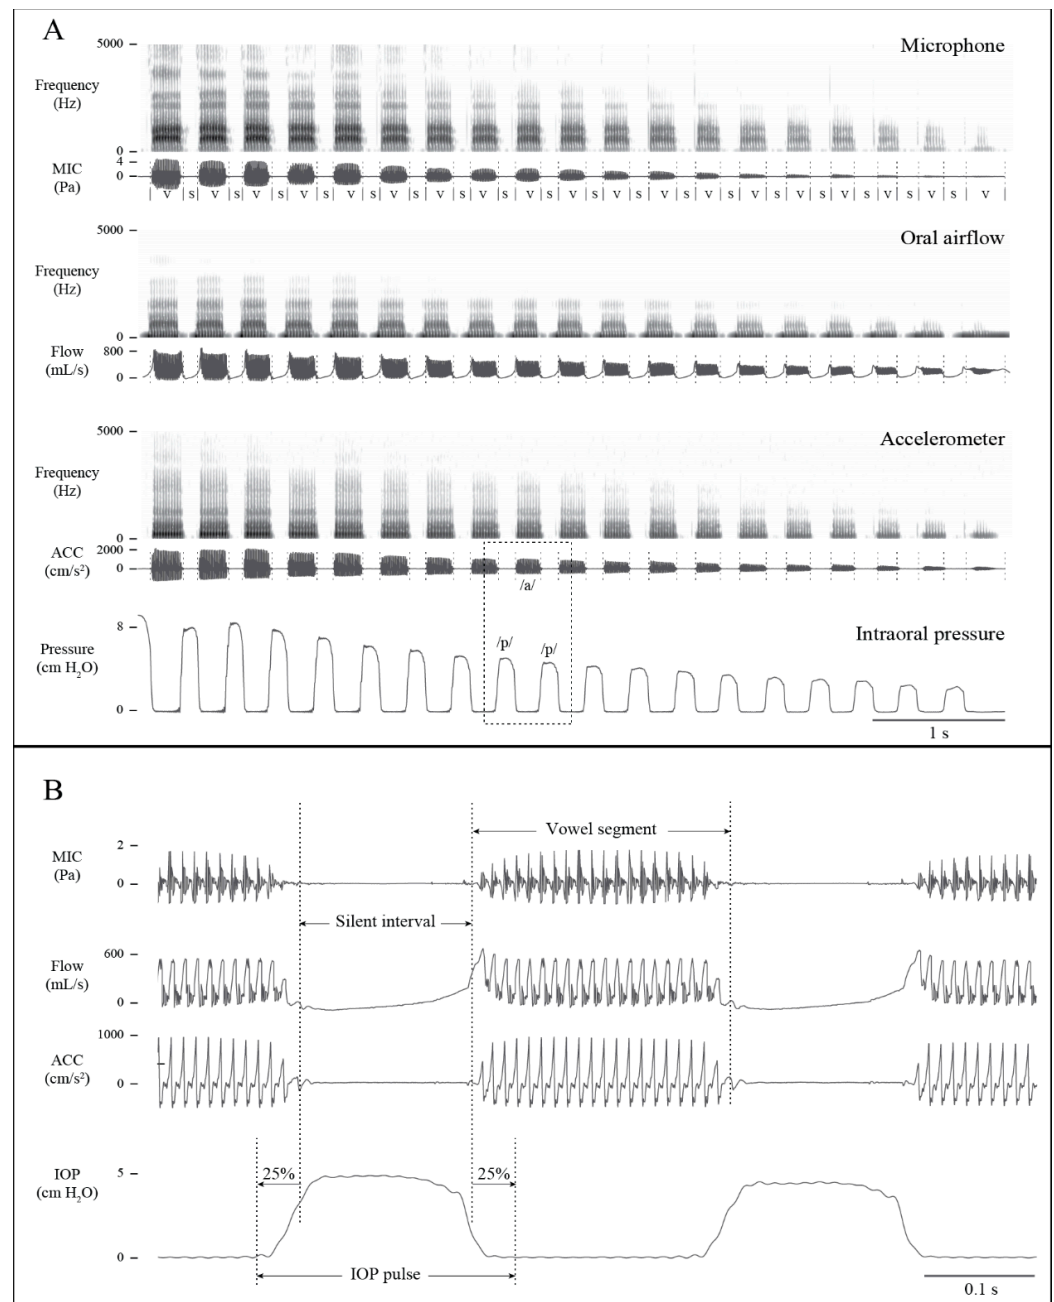 A
Microphone
5000
Frequency
(Hz)
0
MIC
(Pa)
4
0
v s v s v s v s v s v s v s v s v s v s v s v s v s v s v s v s v s v s v
Oral airflow
5000
Frequency
(Hz)
0
Flow
(mL/s)
800
0
Accelerometer
5000
Frequency
(Hz)
0
ACC
(cm/s²)
2000
0
/a/
Intraoral pressure
Pressure
(cm H₂O)
8
0
/p/ /p/
1 s
B
Vowel segment
MIC
(Pa)
2
0
Silent interval
Flow
(mL/s)
600
0
ACC
(cm/s²)
1000
0
IOP
(cm H₂O)
5
0
25% 25%
IOP pulse
0.1 s